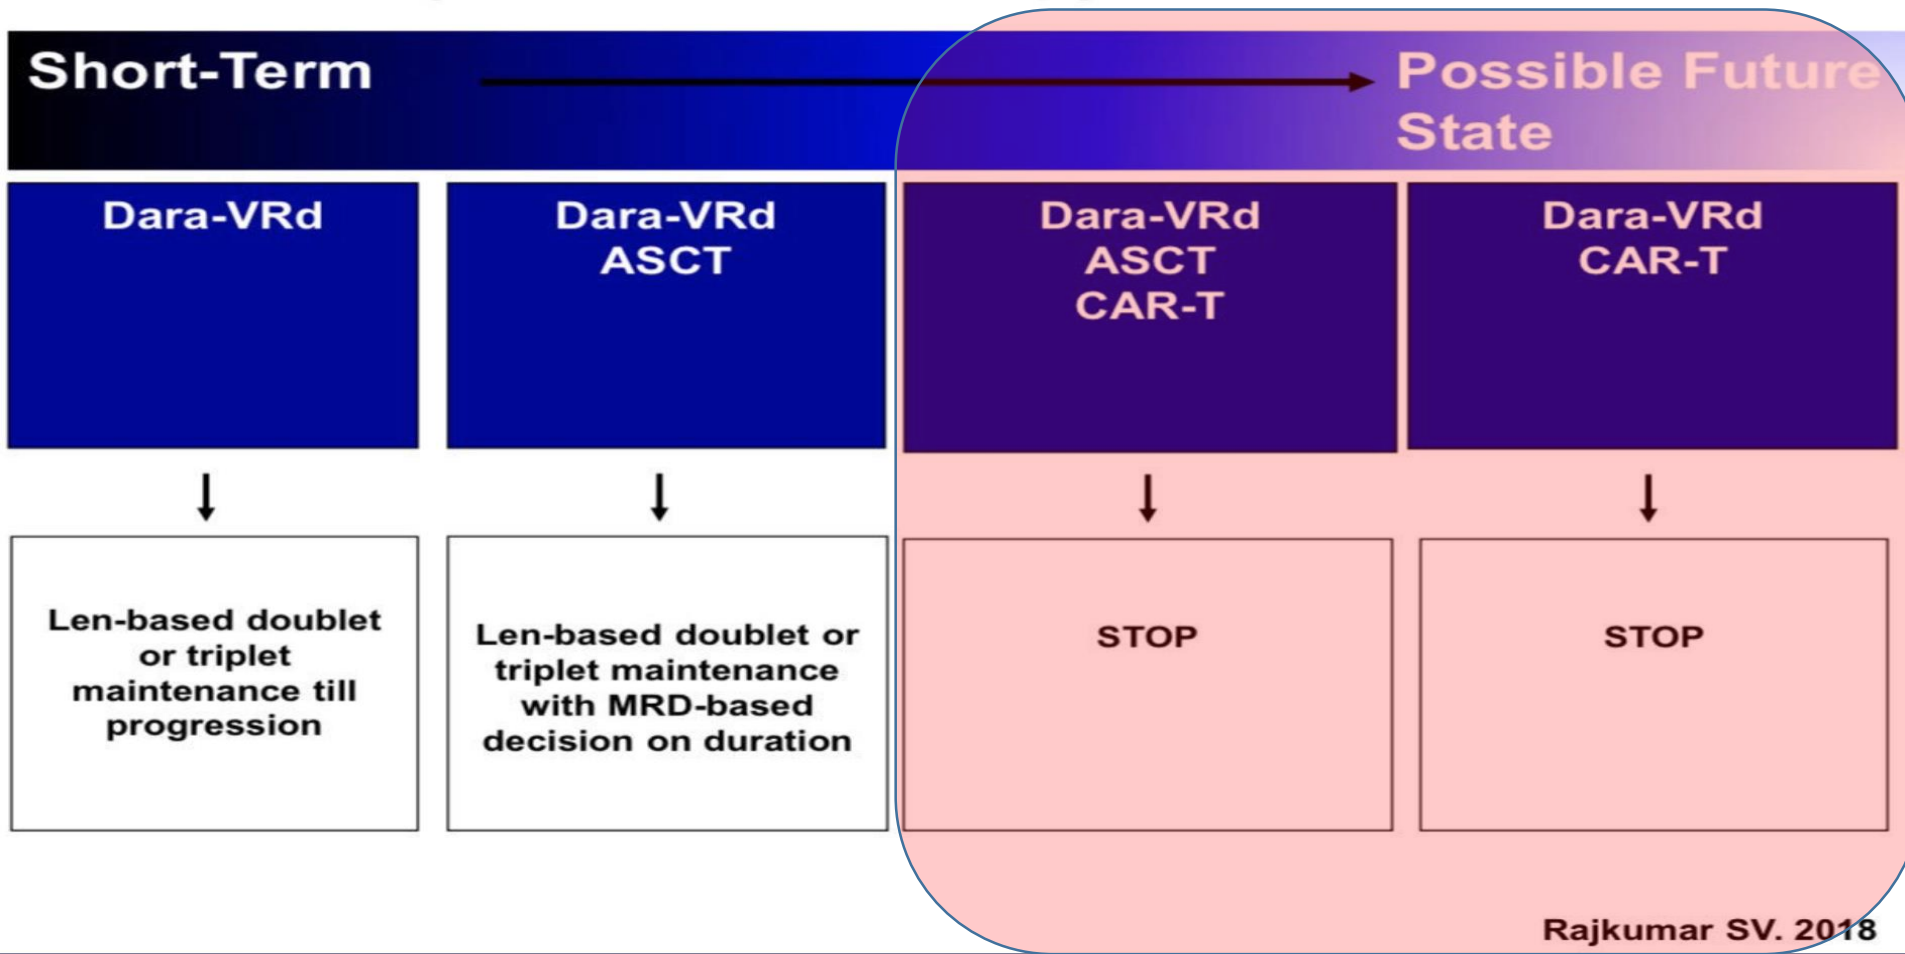 Short-Term
Possible Future
State
Dara-VRd
Dara-VRd
ASCT
Dara-VRd
ASCT
CAR-T
Dara-VRd
CAR-T
Len-based doublet
or triplet
maintenance till
progression
Len-based doublet or
triplet maintenance
with MRD-based
decision on duration
STOP
STOP
Rajkumar SV. 2018